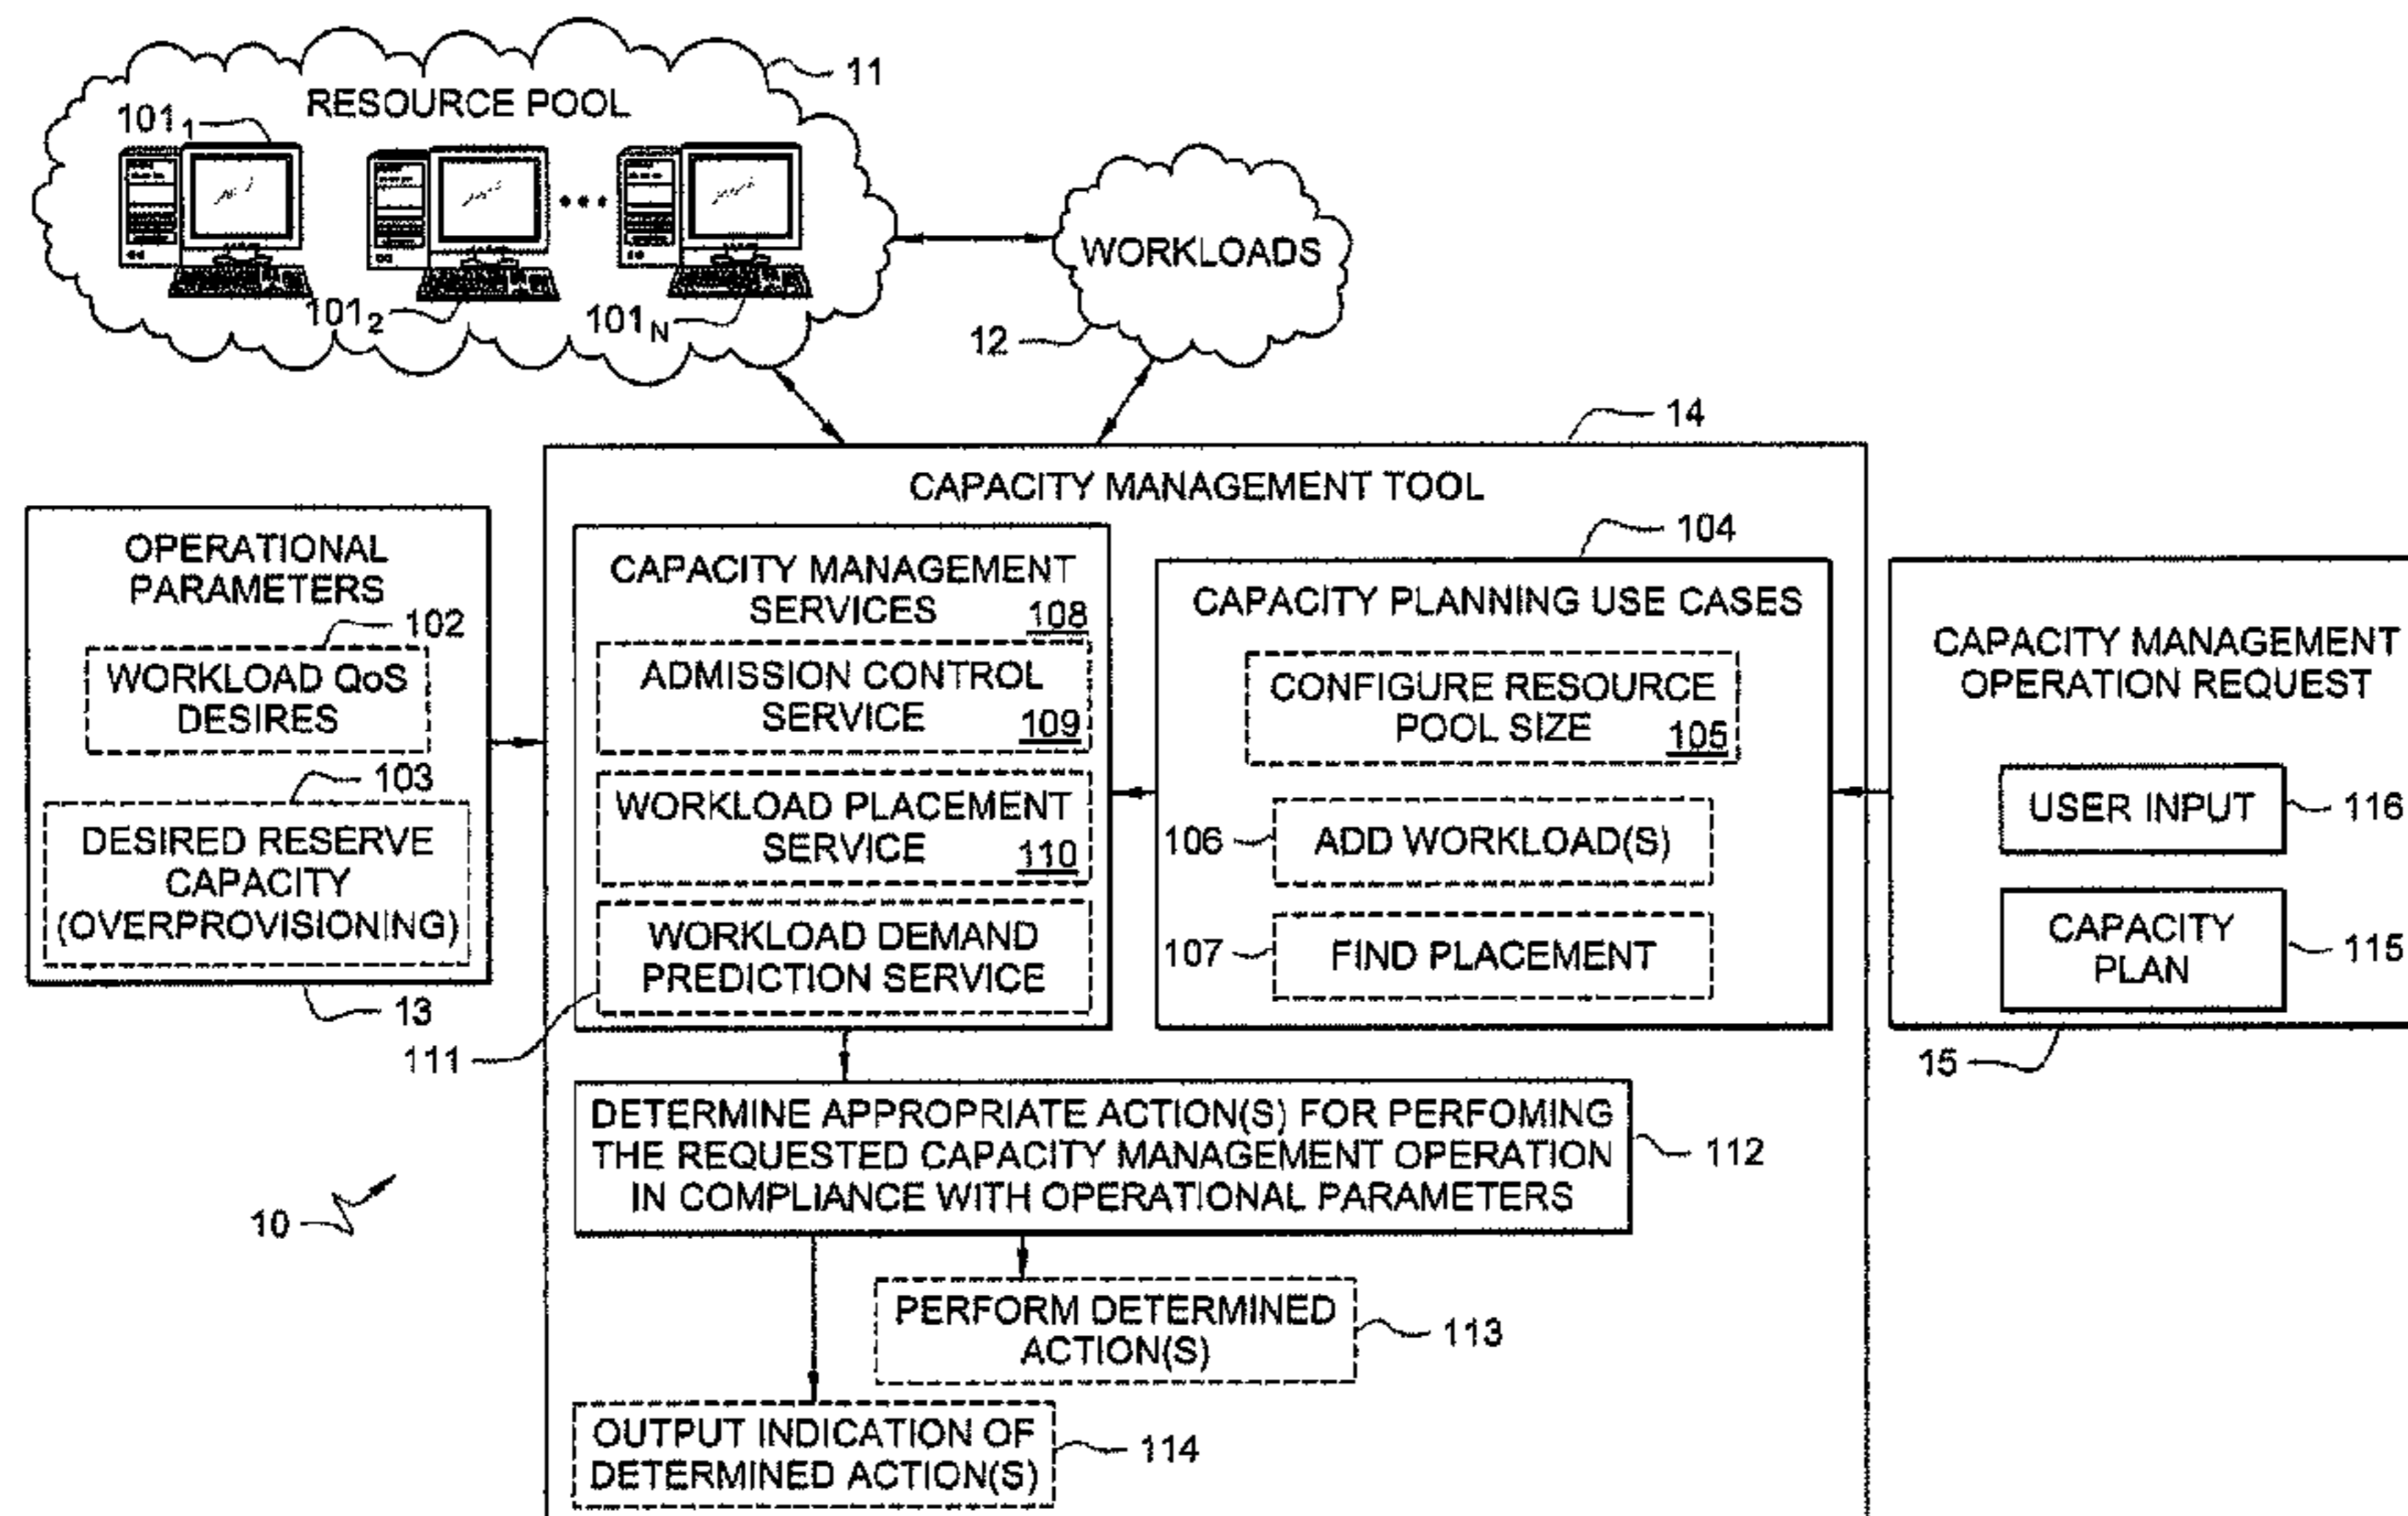 RESOURCE POOL
11
101 1
101 2
101 N
WORKLOADS
12
14
CAPACITY MANAGEMENT TOOL
OPERATIONAL
PARAMETERS
102
WORKLOAD QoS
DESIRES
103
DESIRED RESERVE
CAPACITY
(OVERPROVISIONING)
13
CAPACITY MANAGEMENT
SERVICES
108
ADMISSION CONTROL
SERVICE
109
WORKLOAD PLACEMENT
SERVICE
110
WORKLOAD DEMAND
PREDICTION SERVICE
111
104
CAPACITY PLANNING USE CASES
CONFIGURE RESOURCE
POOL SIZE
105
106
ADD WORKLOAD(S)
107
FIND PLACEMENT
CAPACITY MANAGEMENT
OPERATION REQUEST
USER INPUT
116
CAPACITY
PLAN
115
15
DETERMINE APPROPRIATE ACTION(S) FOR PERFOMING
THE REQUESTED CAPACITY MANAGEMENT OPERATION
IN COMPLIANCE WITH OPERATIONAL PARAMETERS
112
10
PERFORM DETERMINED
ACTION(S)
113
OUTPUT INDICATION OF
DETERMINED ACTION(S)
114